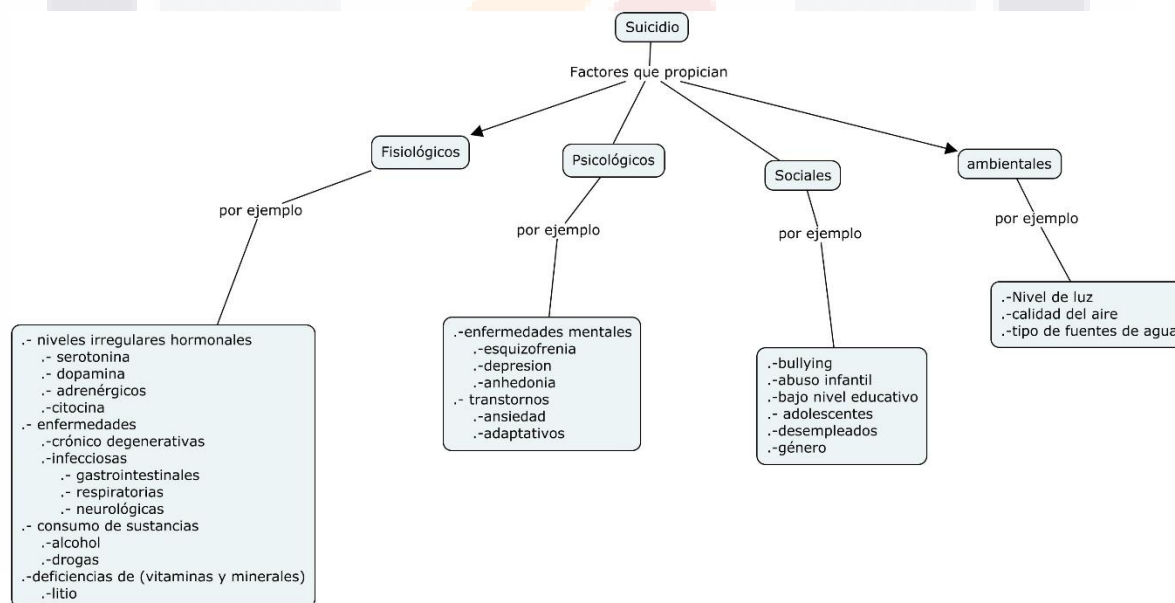 Suicidio
Factores que propician
Fisiológicos
Psicológicos
Sociales
ambientales
por ejemplo
por ejemplo
por ejemplo
por ejemplo
.- niveles irregulares hormonales
.- serotonina
.- dopamina
.- adrenérgicos
.-citocina
.- enfermedades
.-crónico degenerativas
.-infecciosas
.- gastrointestinales
.- respiratorias
.- neurológicas
.- consumo de sustancias
.-alcohol
.-drogas
.-deficiencias de (vitaminas y minerales)
.-litio
.-enfermedades mentales
.-esquizofrenia
.-depresion
.-anhedonia
.- transtornos
.-ansiedad
.-adaptativos
.-bullying
.-abuso infantil
.-bajo nivel educativo
.- adolescentes
.-desempleados
.-género
.-Nivel de luz
.-calidad del aire
.-tipo de fuentes de agua